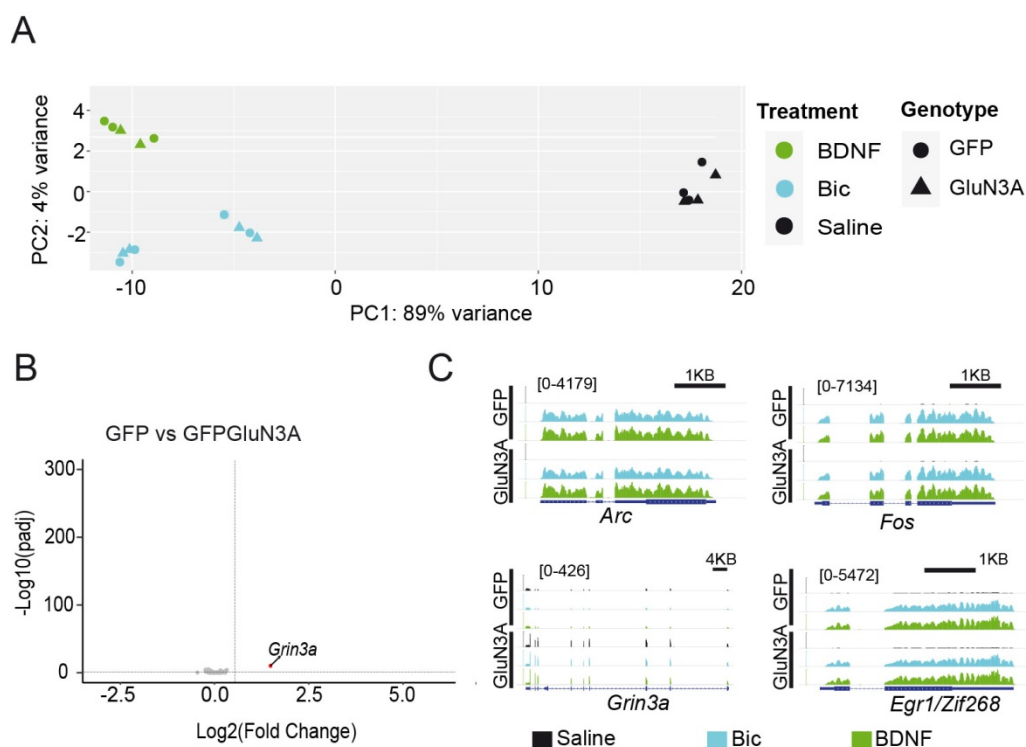 A
4
2
0
-2
PC2: 4% variance
-10 0 10 20
PC1: 89% variance
Treatment
BDNF
Bic
Saline
Genotype
GFP
GluN3A
B
GFP vs GFPGluN3A
300
200
100
0
-Log10(padj)
Grin3a
-2.5 0.0 2.5 5.0
Log2(Fold Change)
C
[0-4179] 1KB
GFP
GluN3A
Arc
[0-7134] 1KB
GFP
GluN3A
Fos
[0-426] 4KB
GFP
GluN3A
Grin3a
[0-5472] 1KB
GFP
GluN3A
Egr1/Zif268
Saline Bic BDNF